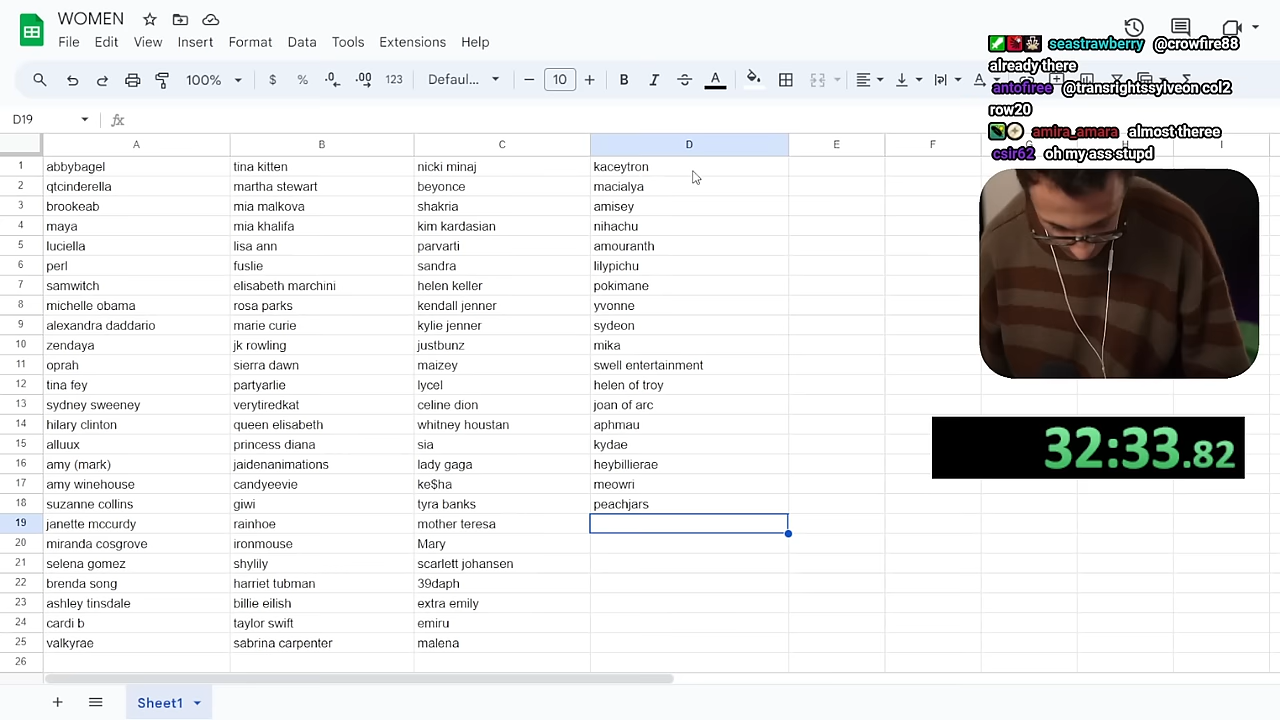 WOMEN
File Edit View Insert Format Data Tools Extensions Help
100% $ % .0 .00 123 Defaul... 10 B I A
D19 fx
seastrawberry @crowfire88
already there
antofiree @transrightssylveon col2
row20
amira_amara almost theree
csir62 oh my ass stupd
A B C D E F G H I
1 abbybagel tina kitten nicki minaj kaceytron
2 qtcinderella martha stewart beyonce macialya
3 brookeab mia malkova shakria amisey
4 maya mia khalifa kim kardasian nihachu
5 luciella lisa ann parvarti amouranth
6 perl fuslie sandra lilypichu
7 samwitch elisabeth marchini helen keller pokimane
8 michelle obama rosa parks kendall jenner yvonne
9 alexandra daddario marie curie kylie jenner sydeon
10 zendaya jk rowling justbunz mika
11 oprah sierra dawn maizey swell entertainment
12 tina fey partyarlie lycel helen of troy
13 sydney sweeney verytiredkat celine dion joan of arc
14 hilary clinton queen elisabeth whitney houstan aphmau
15 alluux princess diana sia kydae
16 amy (mark) jaidenanimations lady gaga heybillierae
17 amy winehouse candyeevie ke$ha meowri
18 suzanne collins giwi tyra banks peachjars
19 janette mccurdy rainhoe mother teresa
20 miranda cosgrove ironmouse Mary
21 selena gomez shylily scarlett johansen
22 brenda song harriet tubman 39daph
23 ashley tinsdale billie eilish extra emily
24 cardi b taylor swift emiru
25 valkyrae sabrina carpenter malena
26
32:33.82
Sheet1